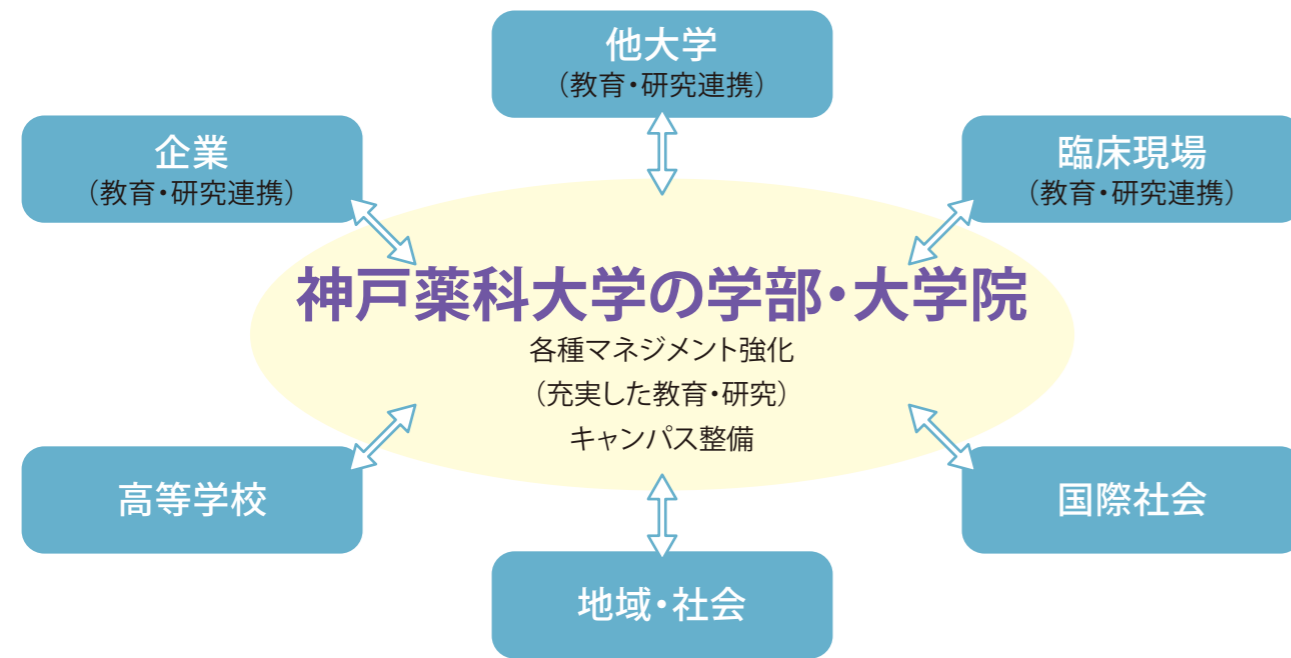 他大学
（教育・研究連携）
企業
（教育・研究連携）
臨床現場
（教育・研究連携）
神戸薬科大学の学部・大学院
各種マネジメント強化
（充実した教育・研究）
キャンパス整備
高等学校
国際社会
地域・社会